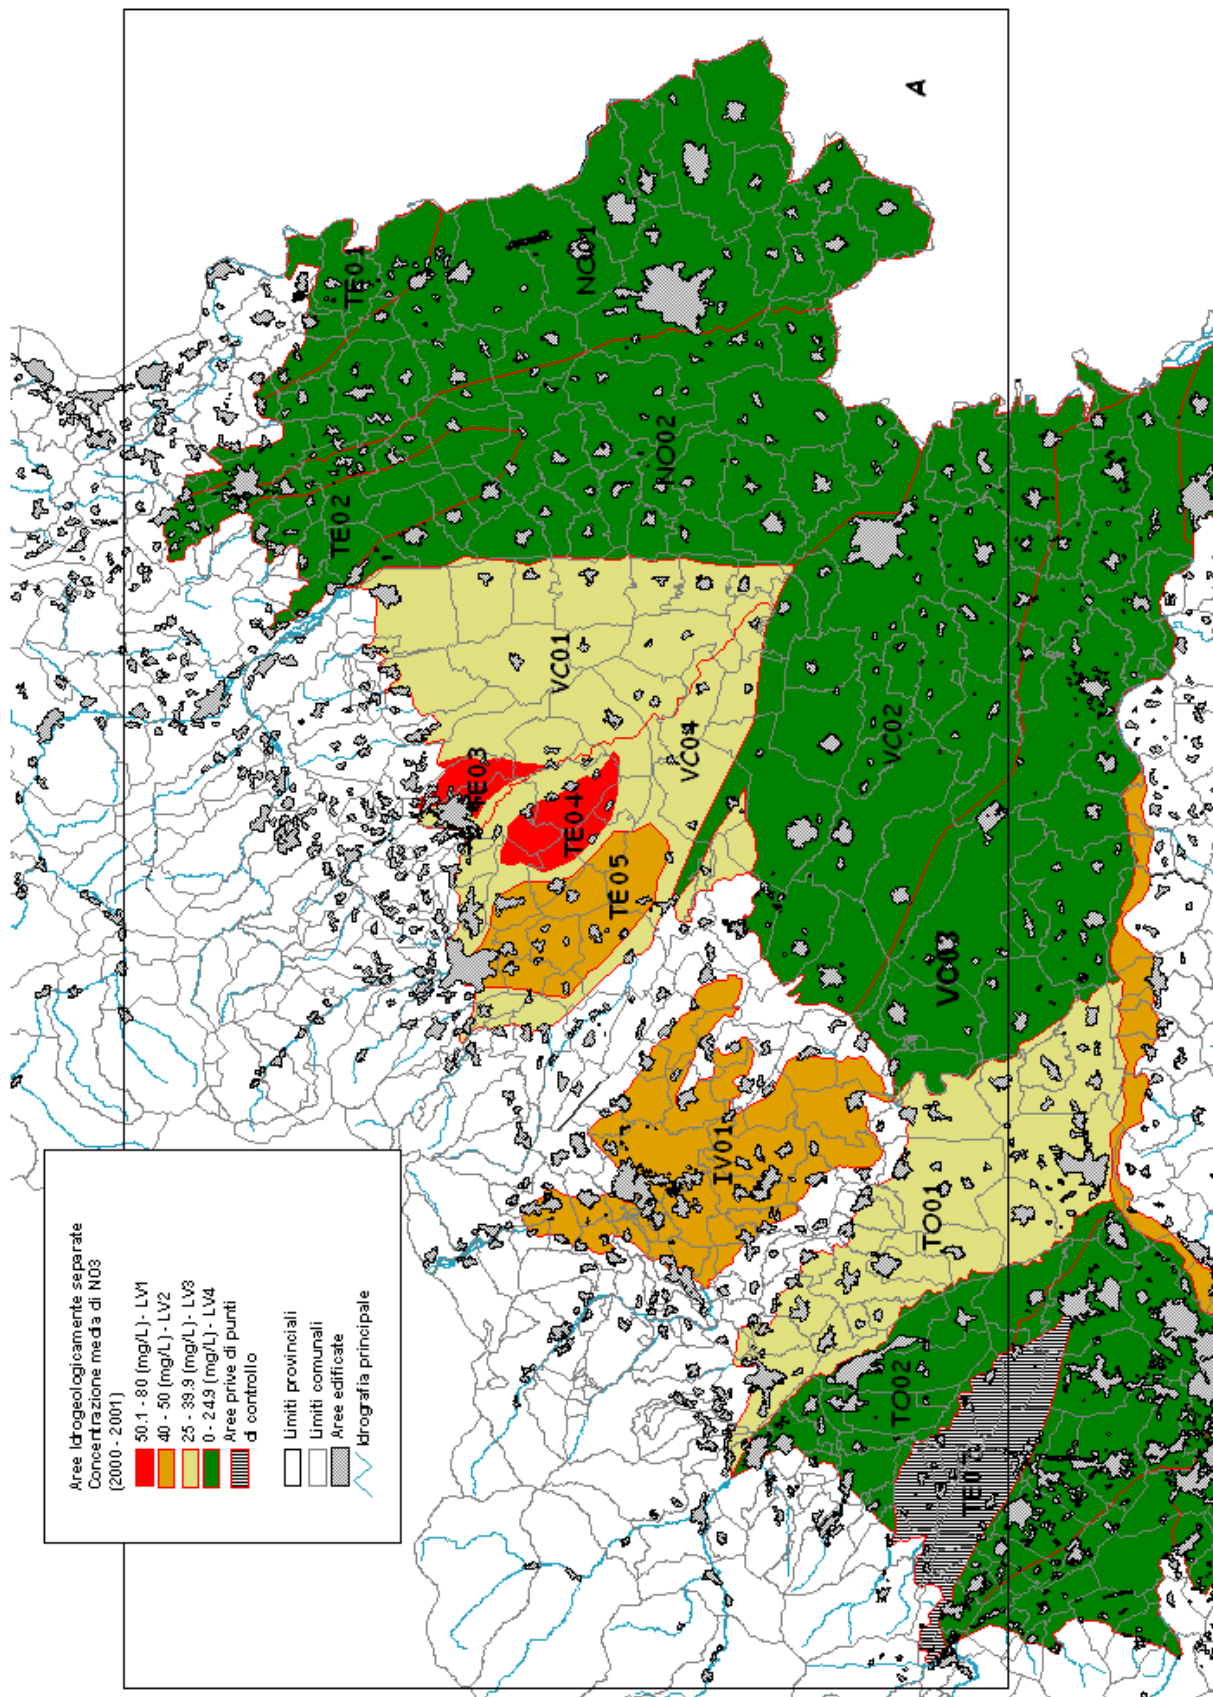 Aree Idrogeologicamente separate
Concentrazione media di NO3
(2000 - 2001)
50.1 - 80 (mg/L) - LV1
40 - 50 (mg/L) - LV2
25 - 39.9 (mg/L) - LV3
0 - 24.9 (mg/L) - LV4
Aree prive di punti
di controllo
Limiti provinciali
Limiti comunali
Aree edificate
Idrografia principale
A
TE01
NO01
TE02
NO02
VC01
VC04
VC02
TE03
TE04
TE05
VC03
IV01
TO01
TO02